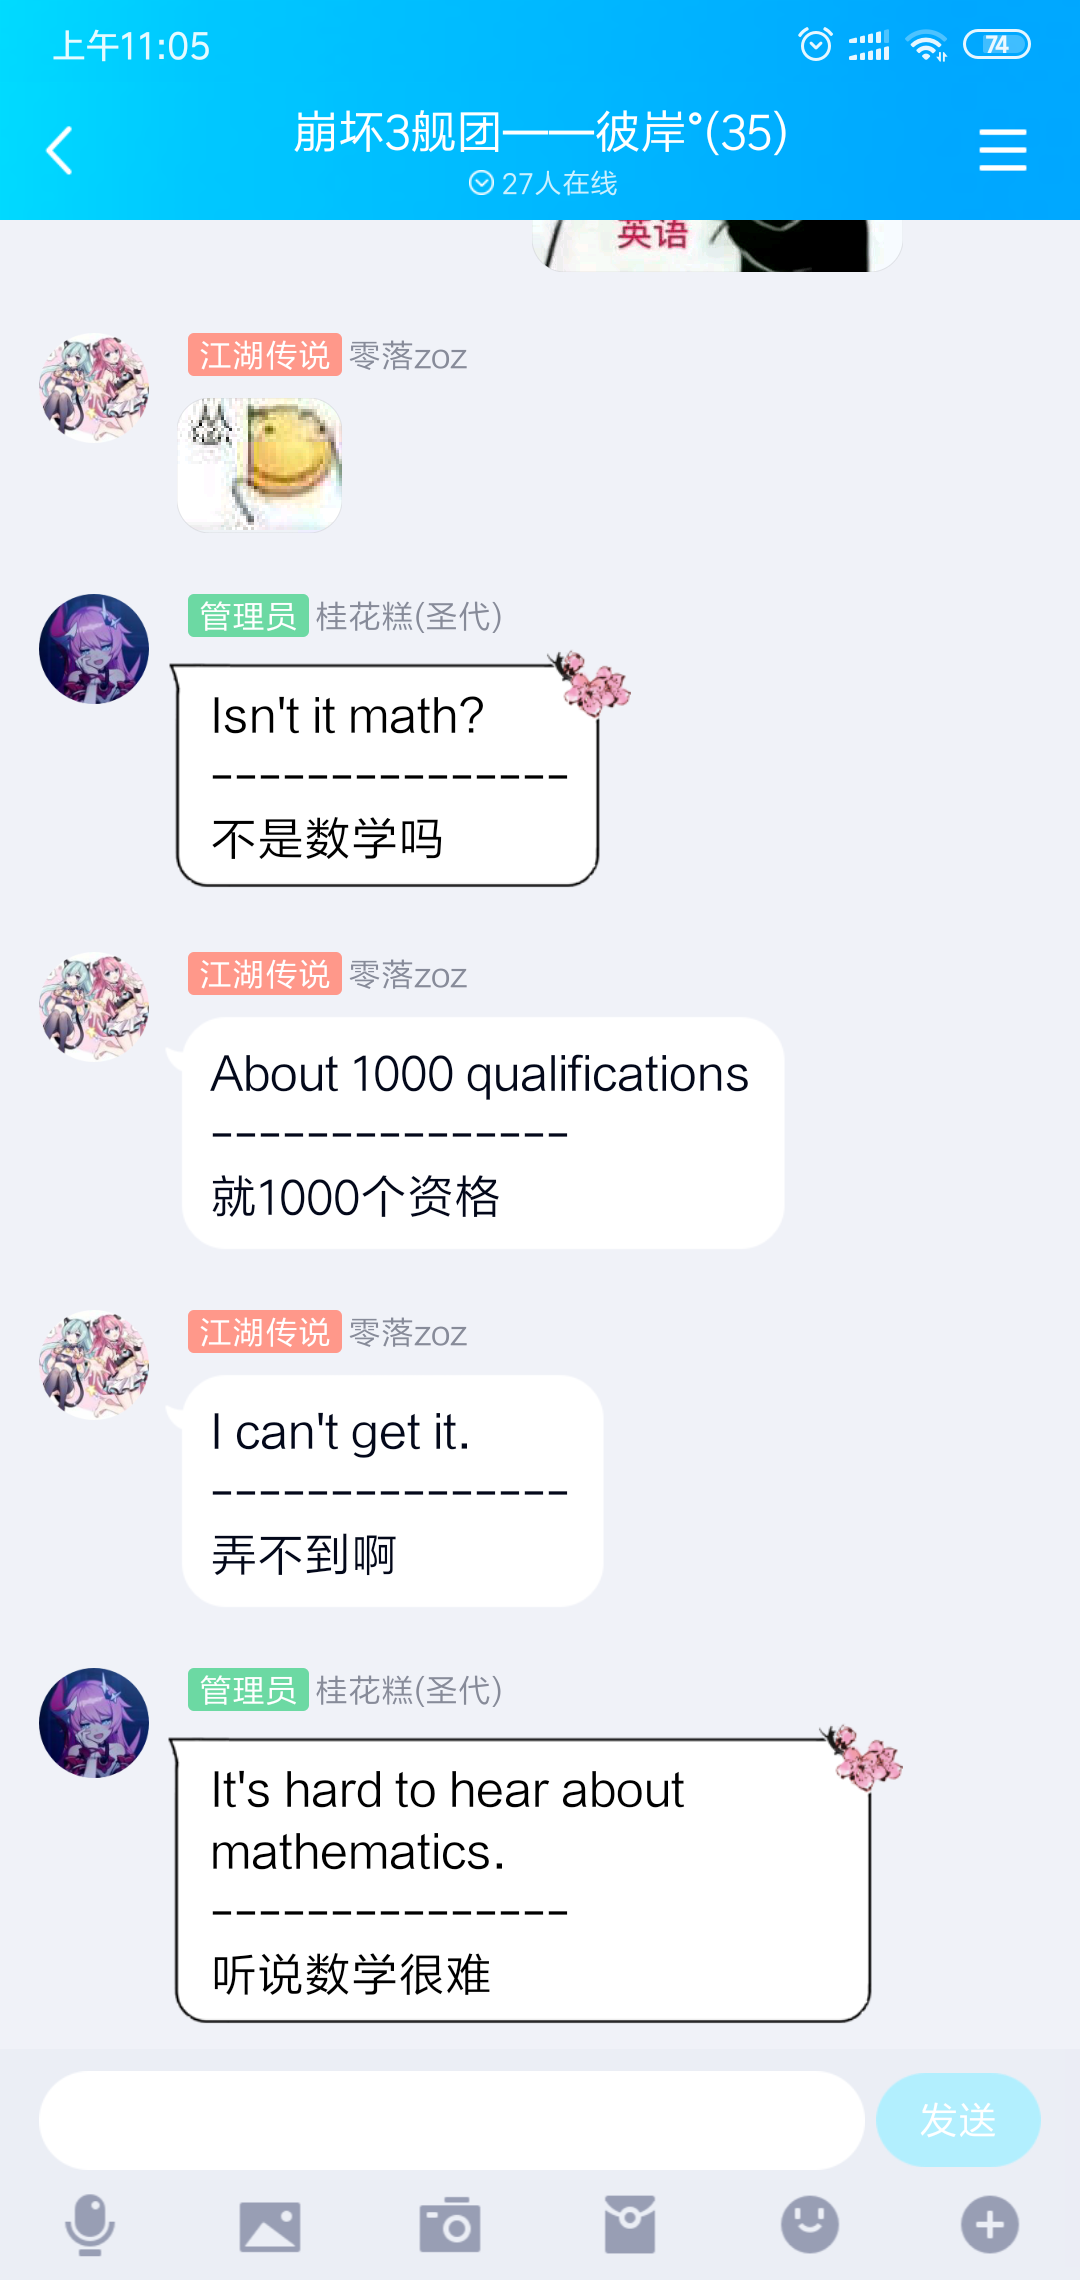 上午11:05
74
崩坏3舰团——彼岸°(35)
27人在线
英语
江湖传说 零落zoz
管理员 桂花糕(圣代)
Isn't it math?
---------------
不是数学吗
江湖传说 零落zoz
About 1000 qualifications
---------------
就1000个资格
江湖传说 零落zoz
I can't get it.
---------------
弄不到啊
管理员 桂花糕(圣代)
It's hard to hear about
mathematics.
---------------
听说数学很难
发送